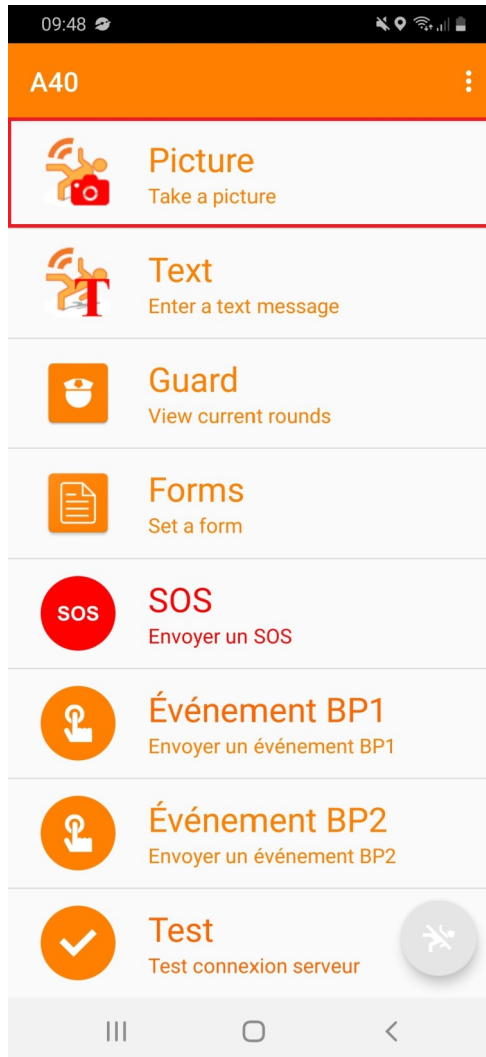 09:48
A40
Picture
Take a picture
T
Text
Enter a text message
Guard
View current rounds
Forms
Set a form
SOS
SOS
Envoyer un SOS
Événement BP1
Envoyer un événement BP1
Événement BP2
Envoyer un événement BP2
Test
Test connexion serveur